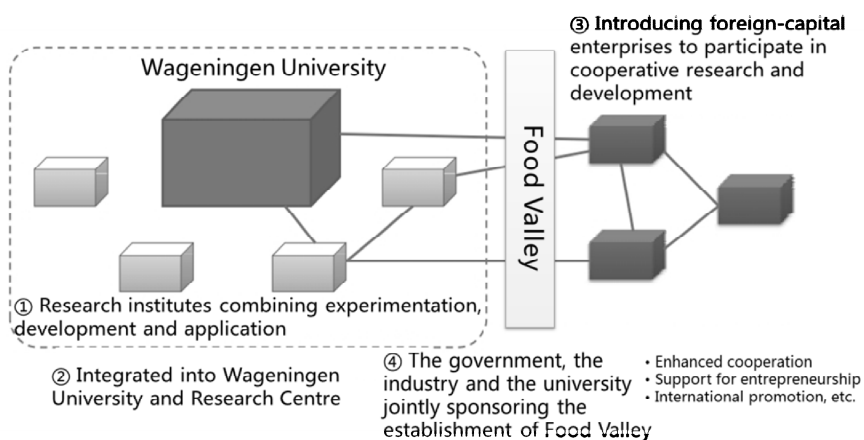 Wageningen University
③ Introducing foreign-capital
enterprises to participate in
cooperative research and
development
Food Valley
① Research institutes combining experimentation,
development and application
② Integrated into Wageningen
University and Research Centre
④ The government, the
industry and the university
jointly sponsoring the
establishment of Food Valley
• Enhanced cooperation
• Support for entrepreneurship
• International promotion, etc.